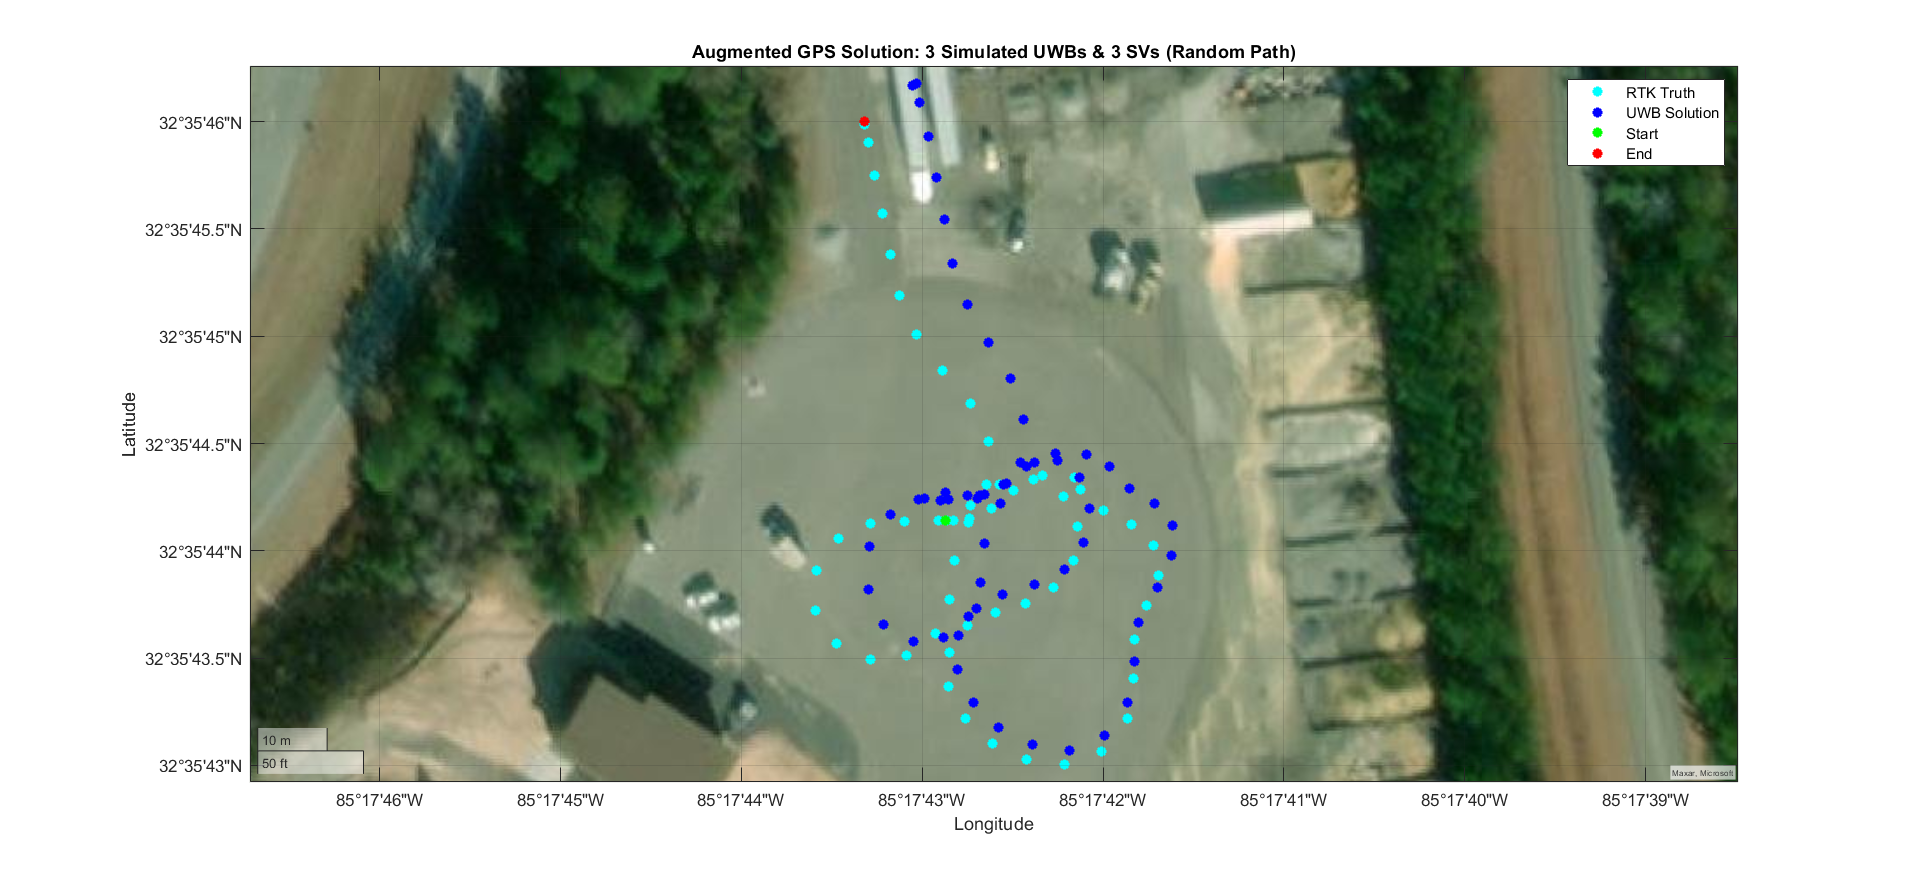 Augmented GPS Solution: 3 Simulated UWBs & 3 SVs (Random Path)
RTK Truth
UWB Solution
Start
End
32°35'46"N
32°35'45.5"N
32°35'45"N
32°35'44.5"N
32°35'44"N
32°35'43.5"N
32°35'43"N
Latitude
10 m
50 ft
Maxar, Microsoft
85°17'46"W
85°17'45"W
85°17'44"W
85°17'43"W
85°17'42"W
85°17'41"W
85°17'40"W
85°17'39"W
Longitude